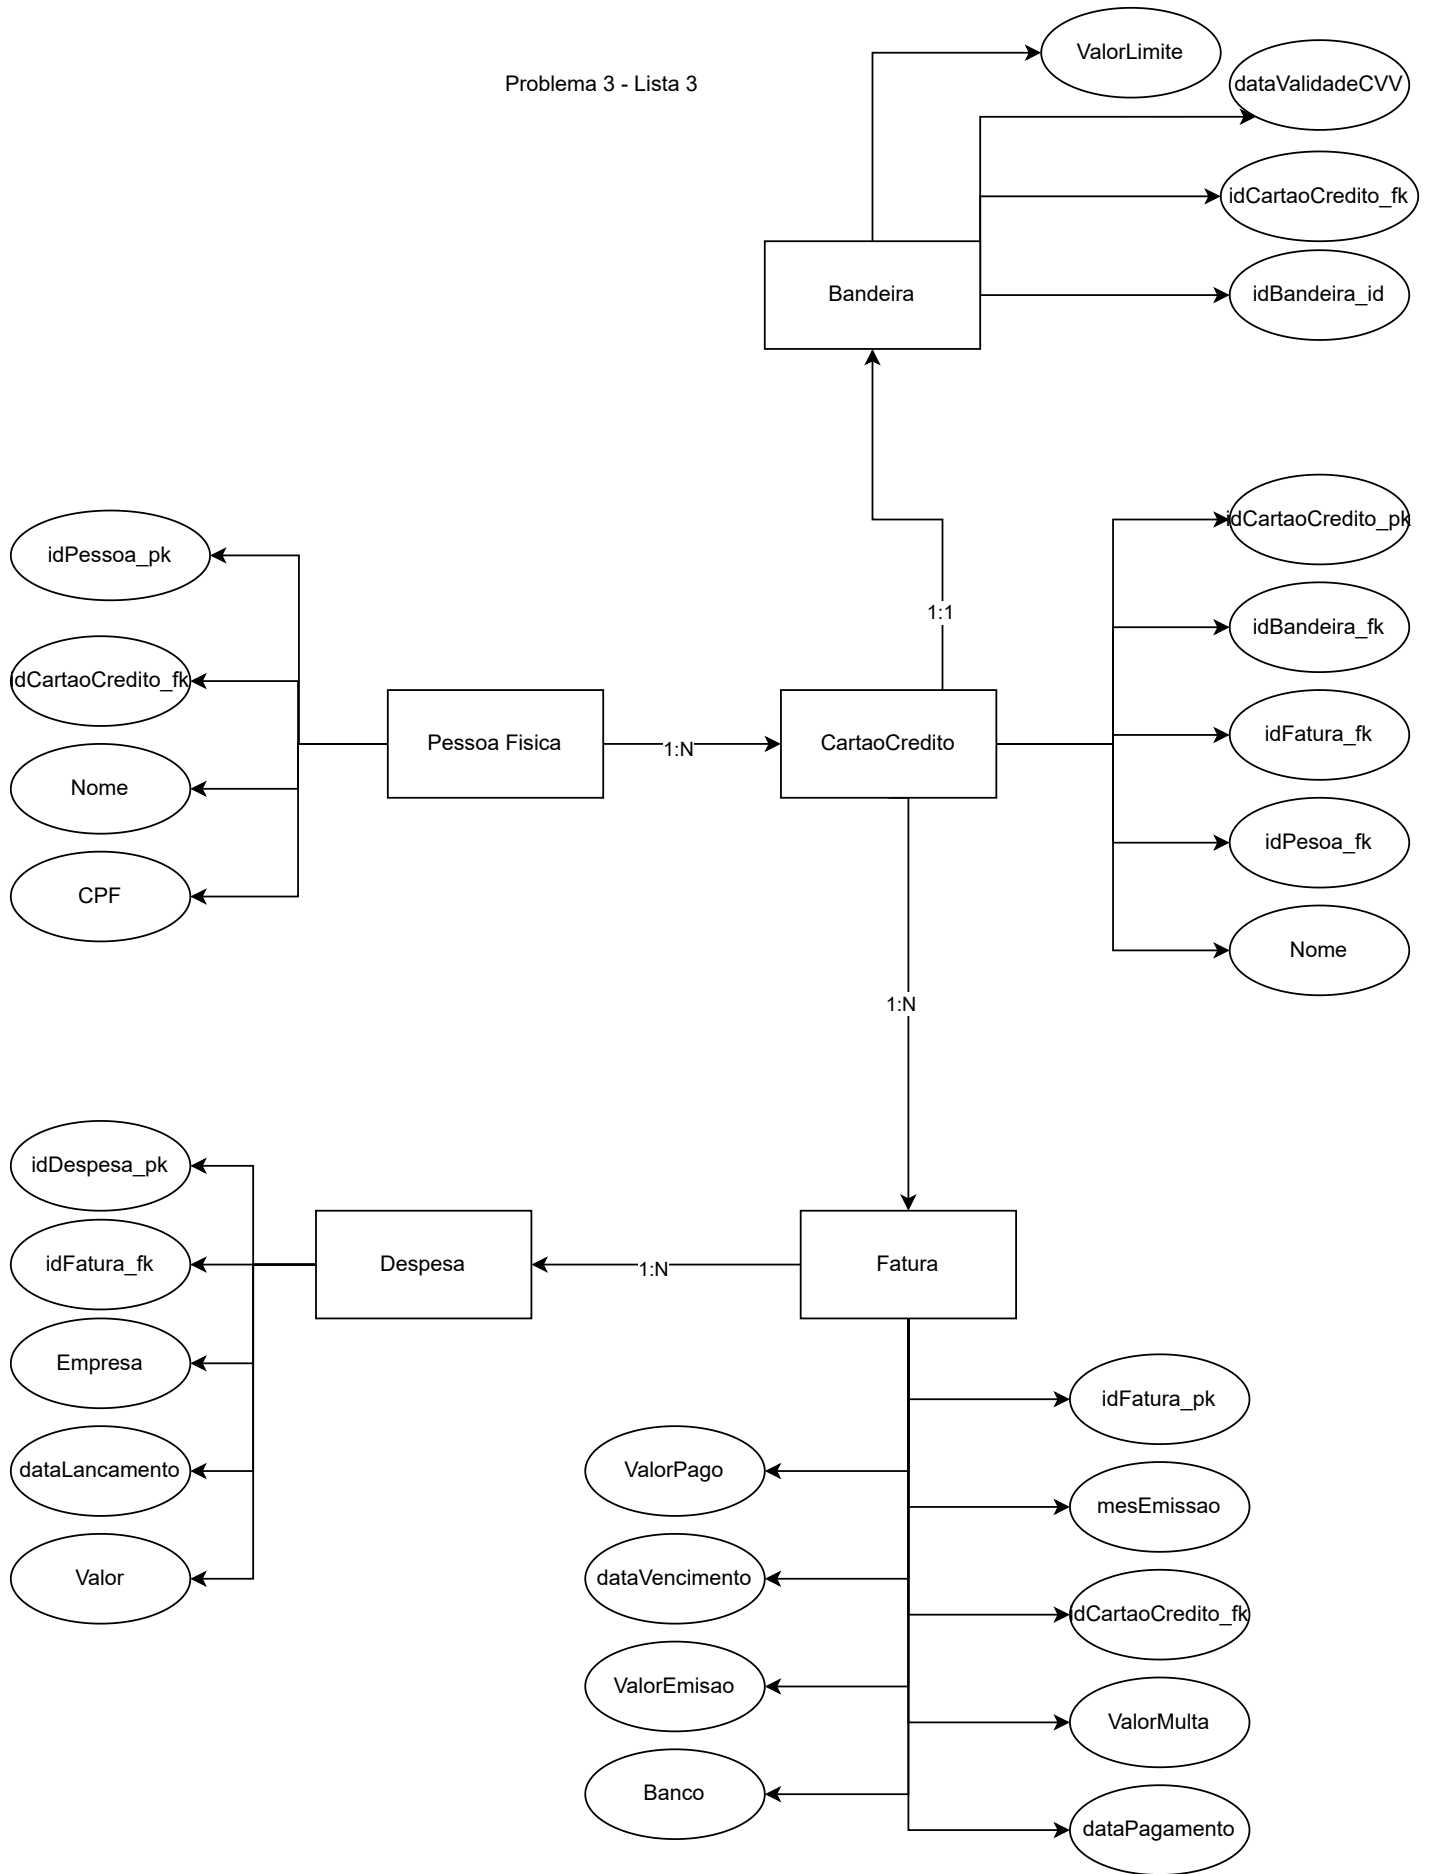 ValorLimite
Problema 3 - Lista 3
dataValidadeCVV
idCartaoCredito_fk
Bandeira
idBandeira_id
idCartaoCredito_pk
idPessoa_pk
1:1
idBandeira_fk
idCartaoCredito_fk
Pessoa Fisica
1:N
CartaoCredito
idFatura_fk
Nome
idPesoa_fk
CPF
Nome
1:N
idDespesa_pk
idFatura_fk
Despesa
1:N
Fatura
Empresa
idFatura_pk
dataLancamento
ValorPago
mesEmissao
Valor
dataVencimento
idCartaoCredito_fk
ValorEmisao
ValorMulta
Banco
dataPagamento